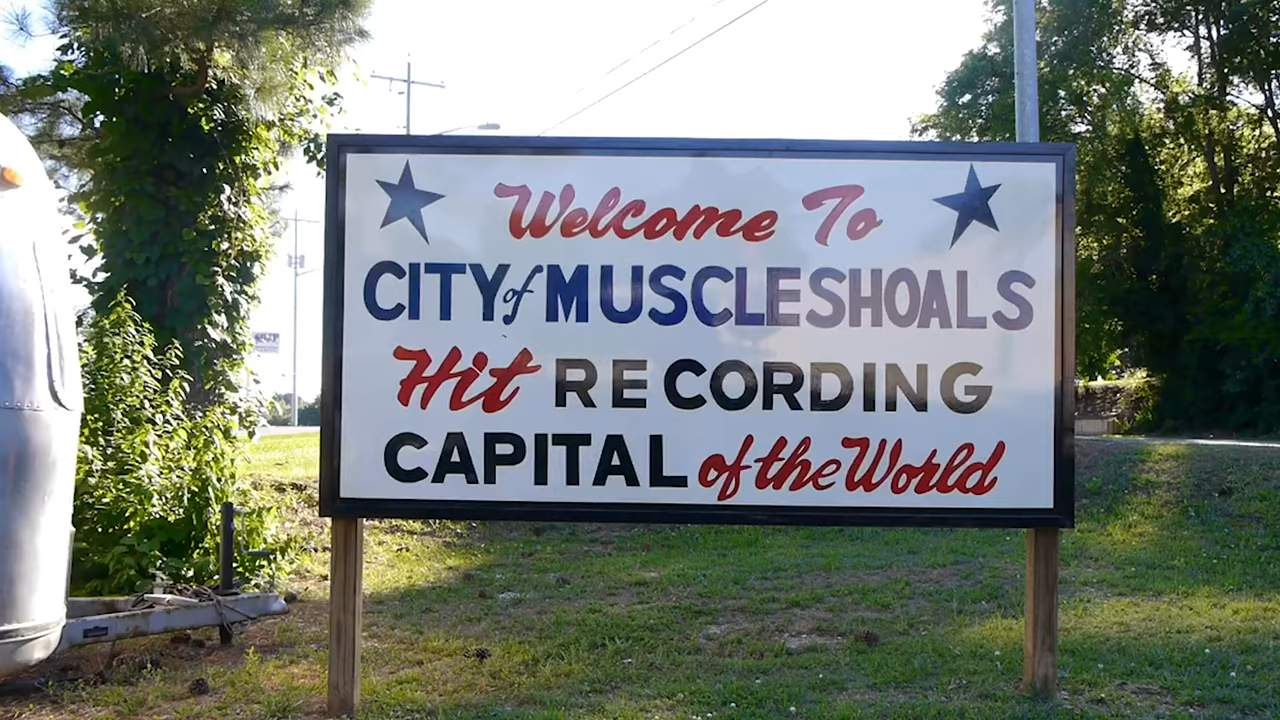 Welcome To
CITY of MUSCLE SHOALS
Hit RECORDING
CAPITAL of the World